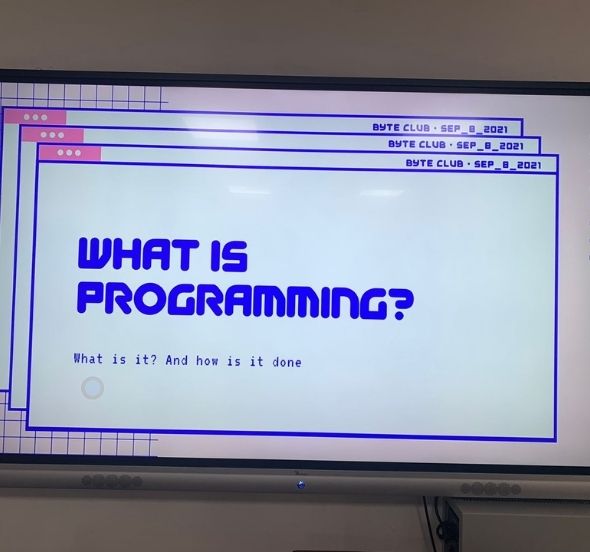 BYTE CLUB · SEP_8_2021
BYTE CLUB · SEP_8_2021
BYTE CLUB · SEP_8_2021
WHAT IS
PROGRAMMING?
What is it? And how is it done